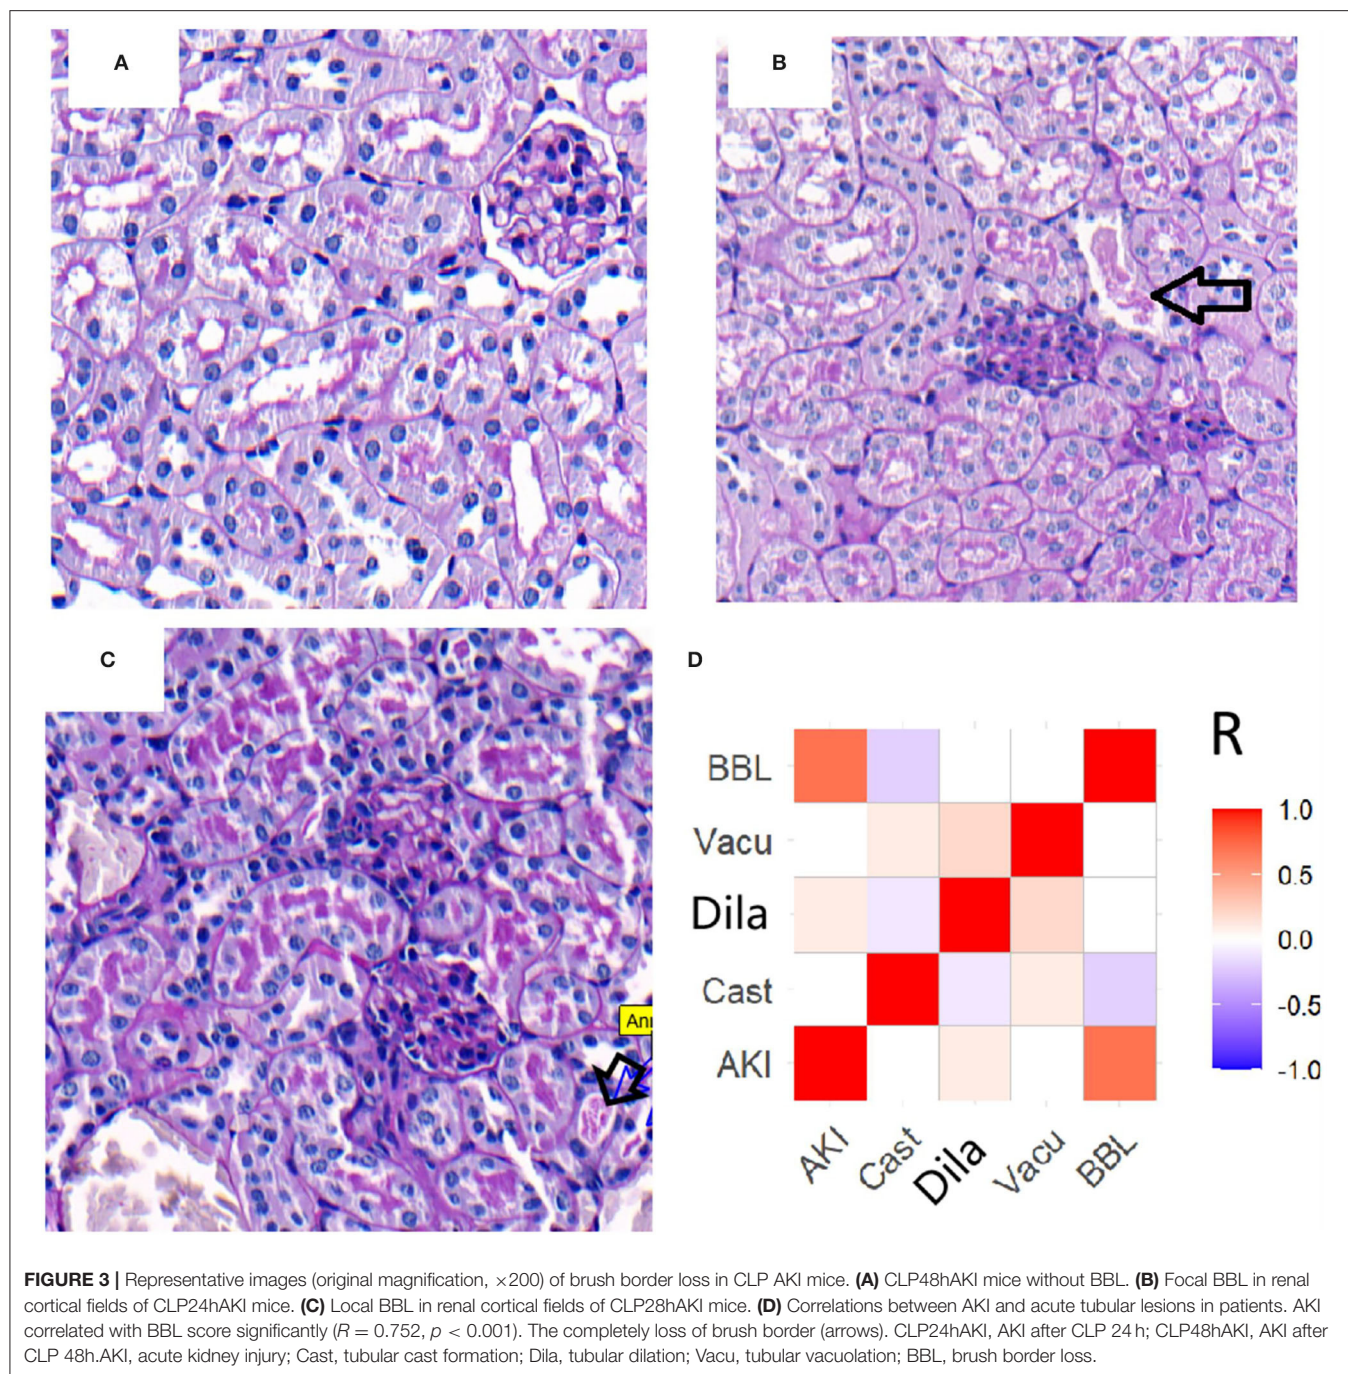 A
B
C
Ann
D
R
BBL
Vacu
Dila
Cast
AKI
AKI
Cast
Dila
Vacu
BBL
1.0
0.5
0.0
-0.5
-1.0
FIGURE 3 | Representative images (original magnification, ×200) of brush border loss in CLP AKI mice. (A) CLP48hAKI mice without BBL. (B) Focal BBL in renal
cortical fields of CLP24hAKI mice. (C) Local BBL in renal cortical fields of CLP28hAKI mice. (D) Correlations between AKI and acute tubular lesions in patients. AKI
correlated with BBL score significantly (R = 0.752, p < 0.001). The completely loss of brush border (arrows). CLP24hAKI, AKI after CLP 24 h; CLP48hAKI, AKI after
CLP 48h.AKI, acute kidney injury; Cast, tubular cast formation; Dila, tubular dilation; Vacu, tubular vacuolation; BBL, brush border loss.